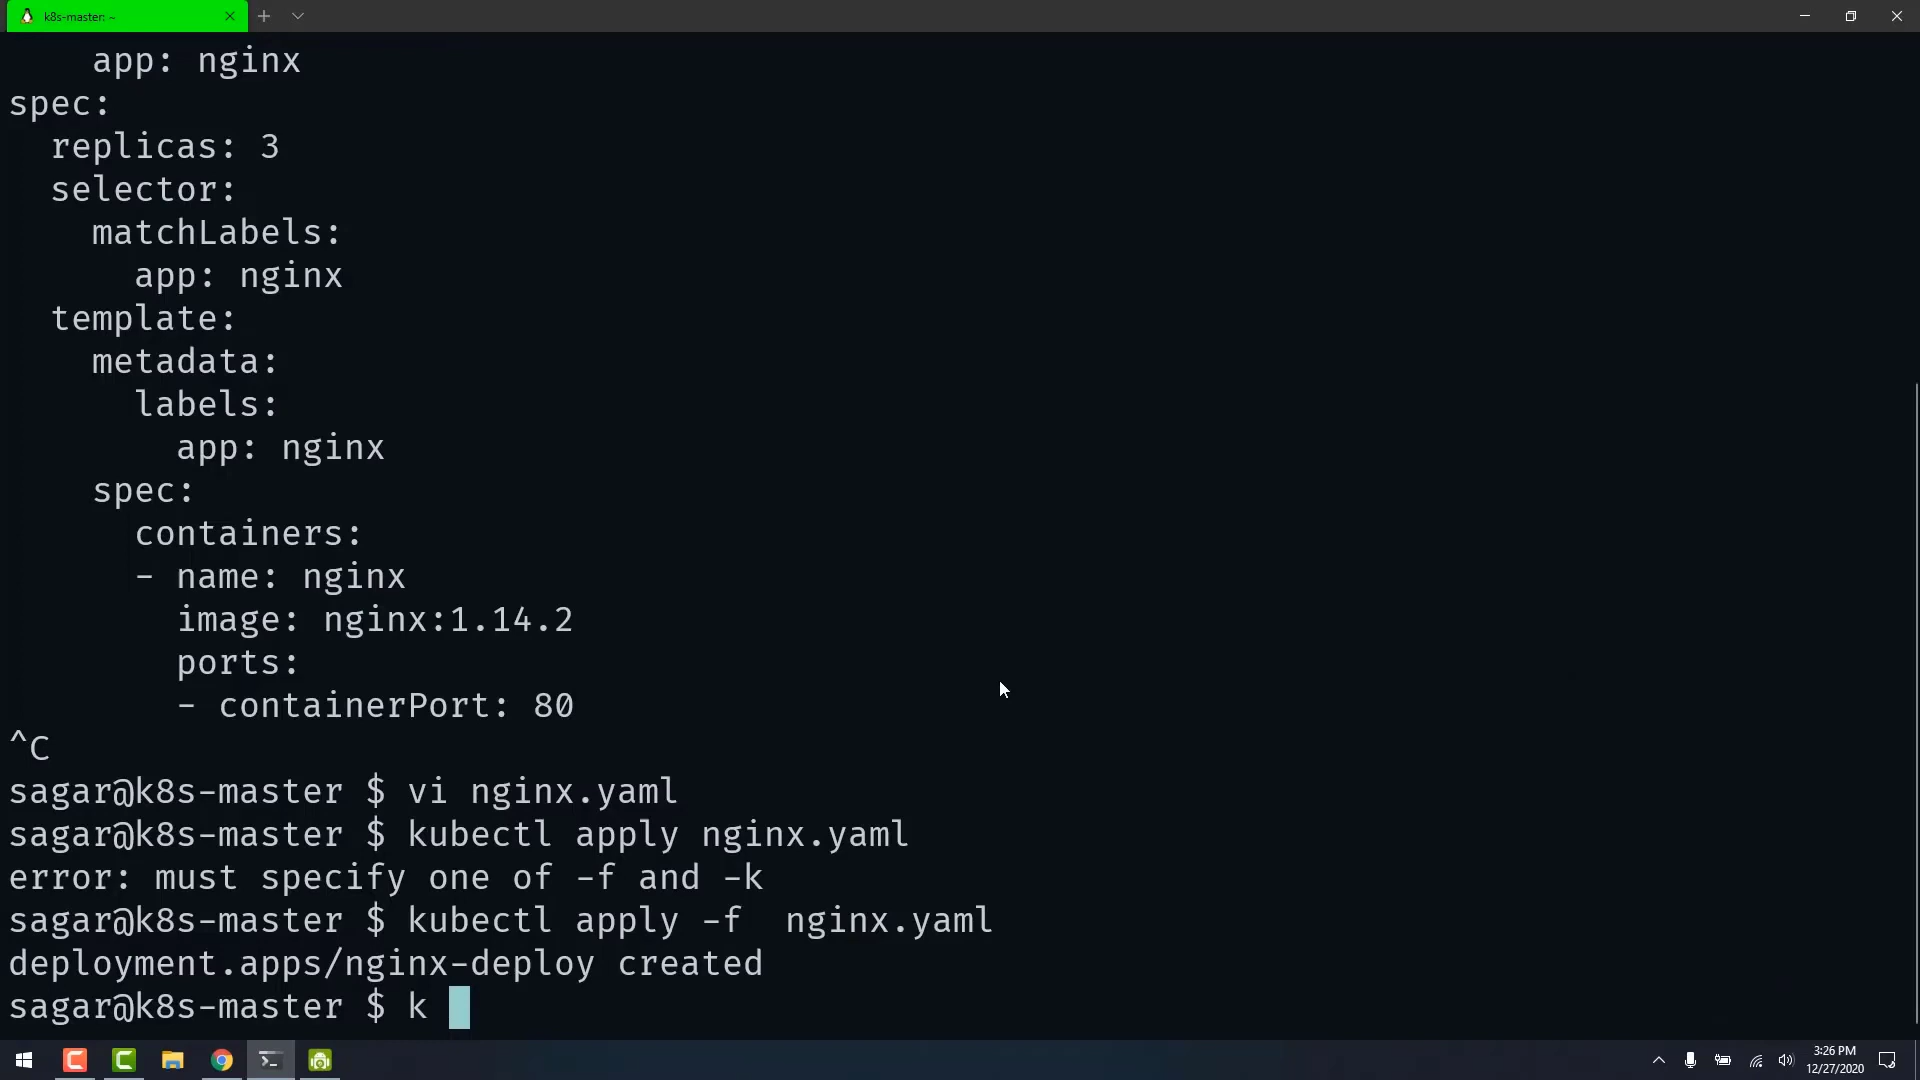 k8s-master: ~
app: nginx
spec:
replicas: 3
selector:
matchLabels:
app: nginx
template:
metadata:
labels:
app: nginx
spec:
containers:
- name: nginx
image: nginx:1.14.2
ports:
- containerPort: 80
^C
sagar@k8s-master $ vi nginx.yaml
sagar@k8s-master $ kubectl apply nginx.yaml
error: must specify one of -f and -k
sagar@k8s-master $ kubectl apply -f  nginx.yaml
deployment.apps/nginx-deploy created
sagar@k8s-master $ k
3:26 PM
12/27/2020